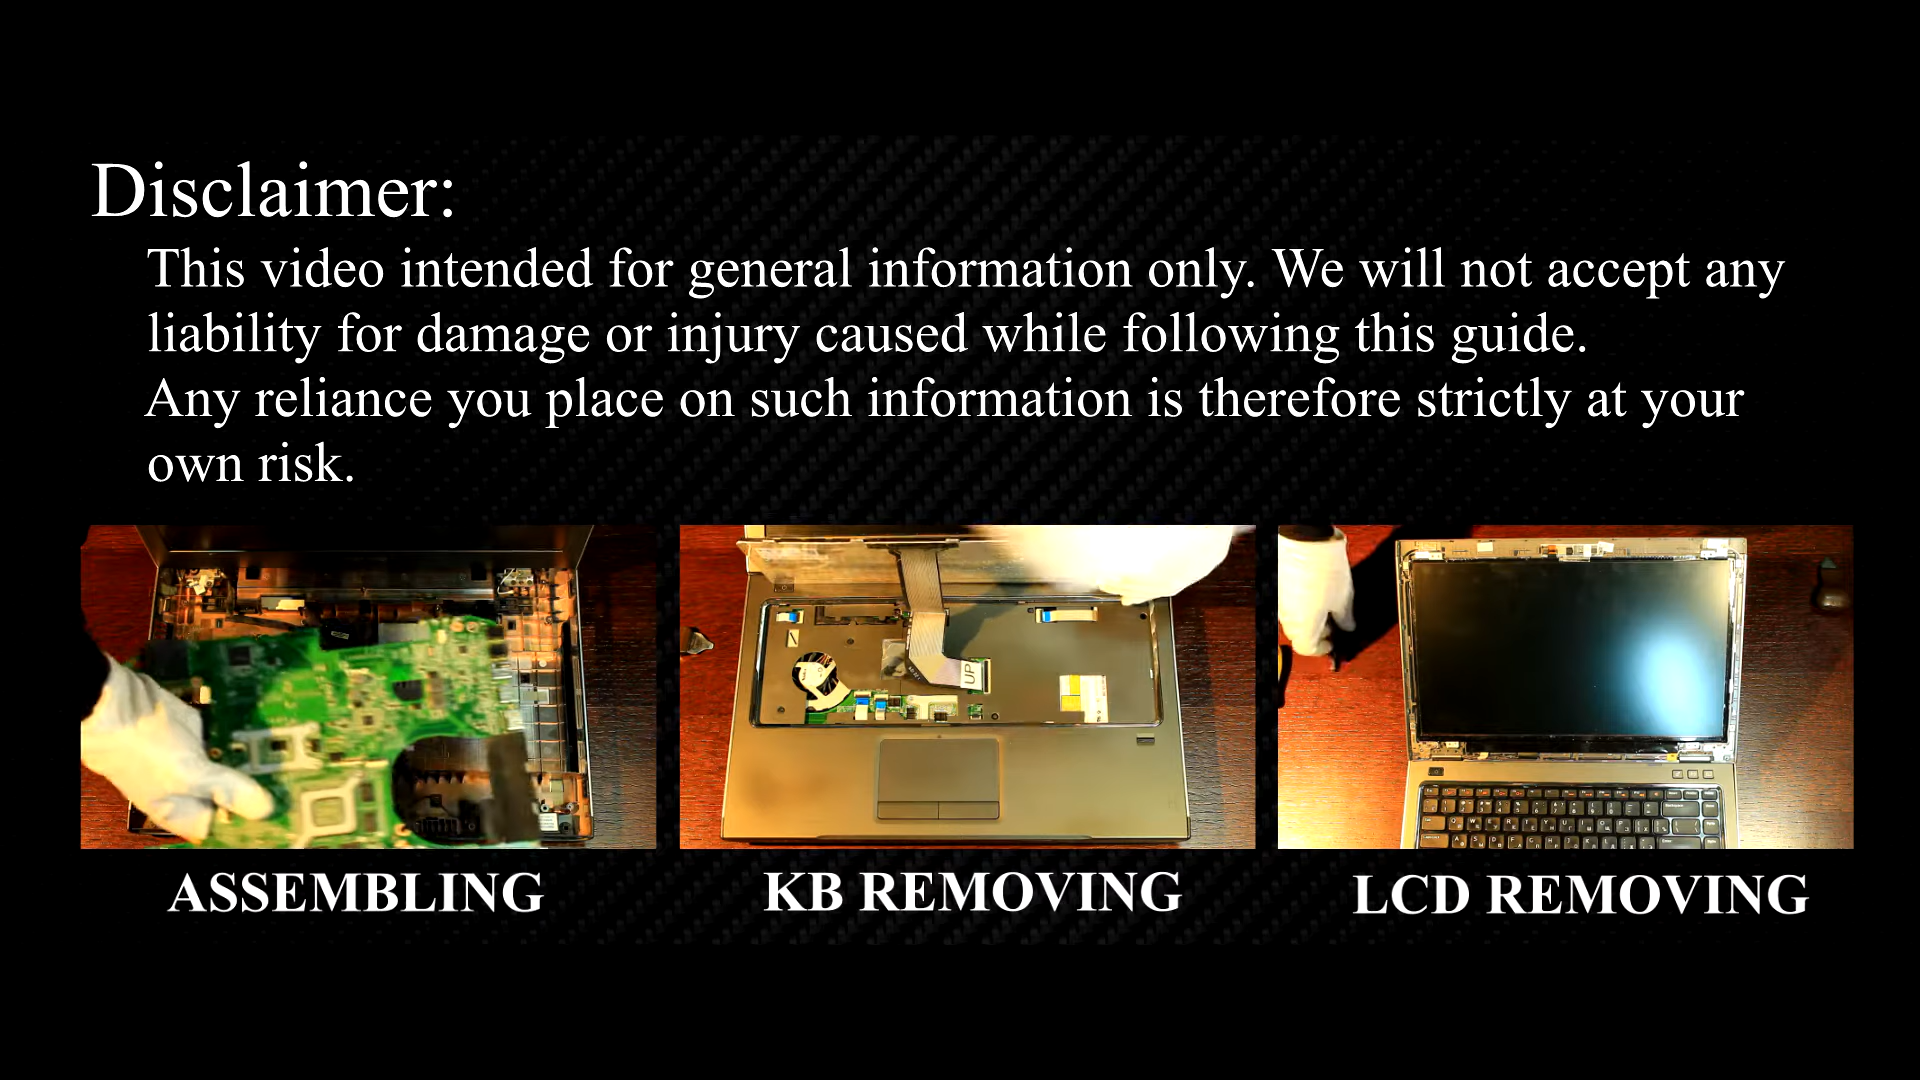 Disclaimer:
This video intended for general information only. We will not accept any
liability for damage or injury caused while following this guide.
Any reliance you place on such information is therefore strictly at your
own risk.
UP
ASSEMBLING
KB REMOVING
LCD REMOVING